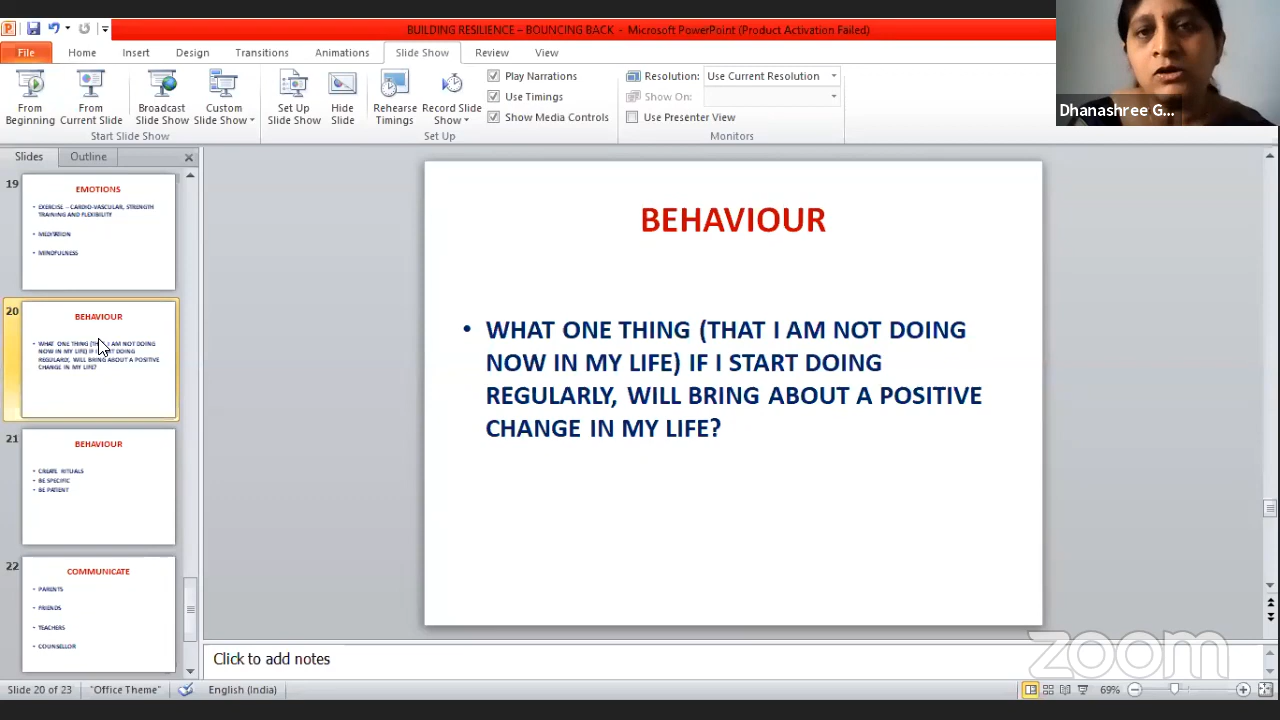 BUILDING RESILIENCE – BOUNCING BACK - Microsoft PowerPoint (Product Activation Failed)
File Home Insert Design Transitions Animations Slide Show Review View
From Beginning
From Current Slide
Broadcast Slide Show
Custom Slide Show
Set Up Slide Show
Hide Slide
Rehearse Timings
Record Slide Show
Play Narrations
Use Timings
Show Media Controls
Resolution: Use Current Resolution
Show On:
Use Presenter View
Start Slide Show
Set Up
Monitors
Dhanashree G...
Slides Outline
19
EMOTIONS
• EXERCISE – CARDIO-VASCULAR, STRENGTH
TRAINING AND FLEXIBILITY
• MEDITATION
• MINDFULNESS
20
BEHAVIOUR
• WHAT ONE THING (THAT I AM NOT DOING
NOW IN MY LIFE) IF I START DOING
REGULARLY, WILL BRING ABOUT A POSITIVE
CHANGE IN MY LIFE?
21
BEHAVIOUR
• CREATE RITUALS
• BE SPECIFIC
• BE PATIENT
22
COMMUNICATE
• PARENTS
• FRIENDS
• TEACHERS
• COUNSELLOR
BEHAVIOUR
• WHAT ONE THING (THAT I AM NOT DOING
NOW IN MY LIFE) IF I START DOING
REGULARLY, WILL BRING ABOUT A POSITIVE
CHANGE IN MY LIFE?
Click to add notes
zoom
Slide 20 of 23 "Office Theme" English (India) 69%